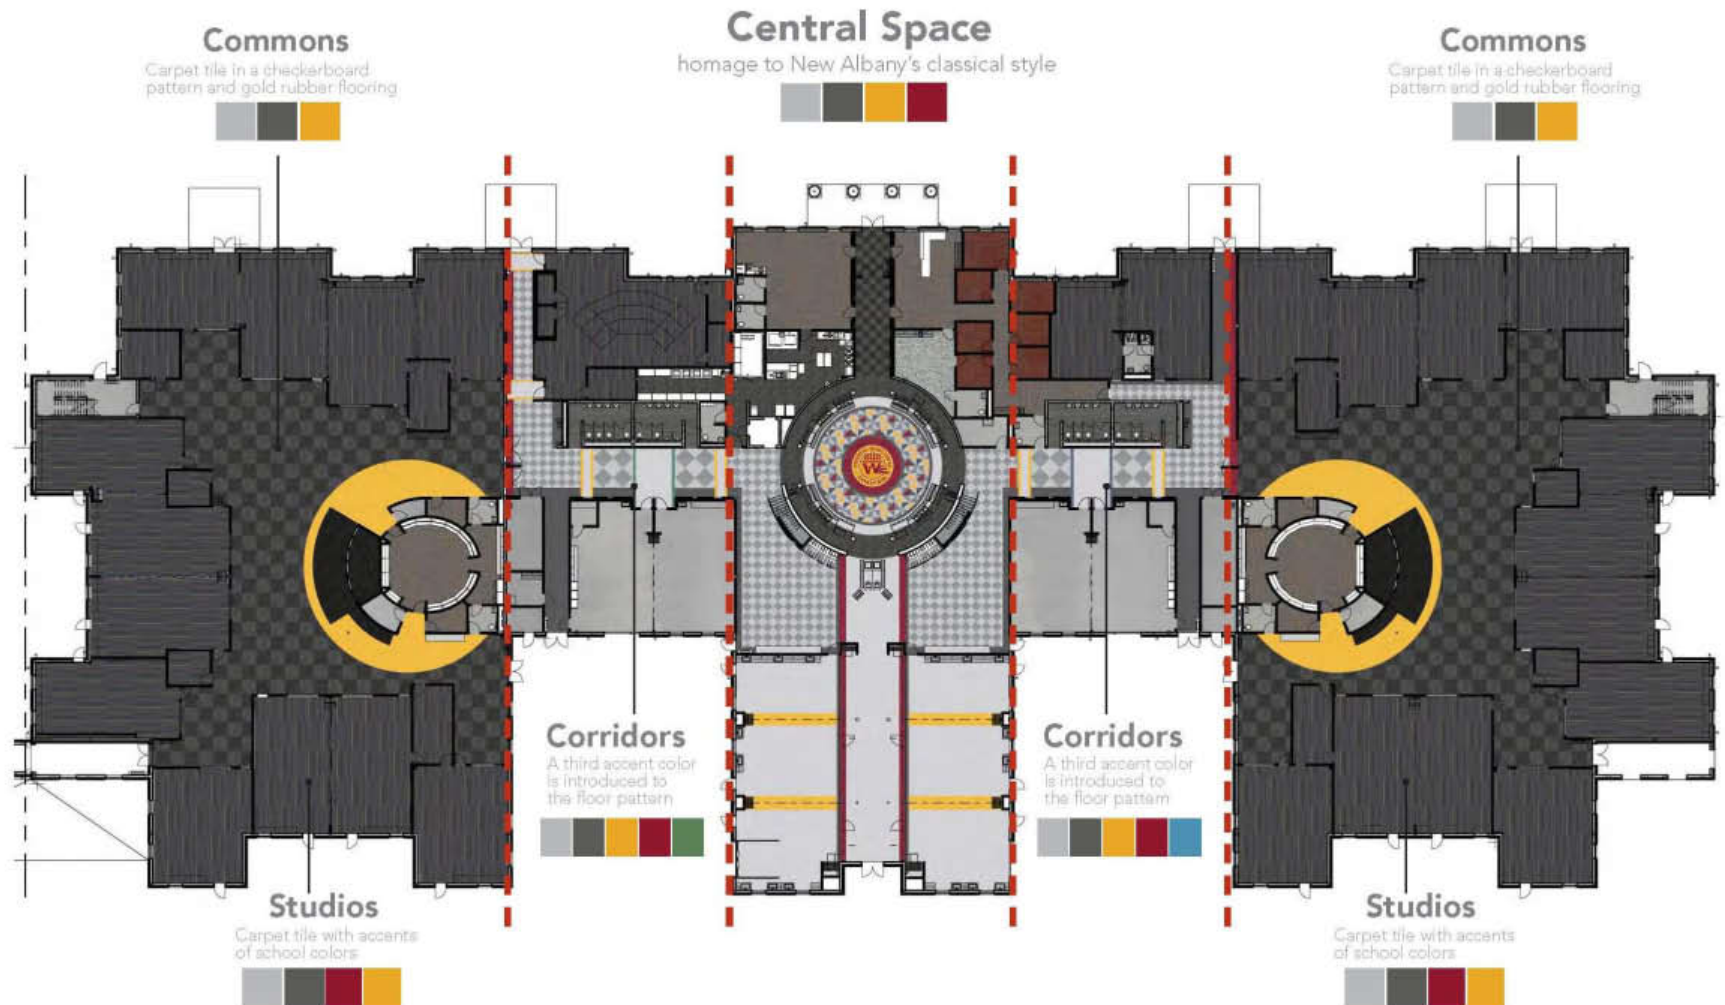 Central Space
homage to New Albany's classical style
Commons
Carpet tile in a checkerboard
pattern and gold rubber flooring
Commons
Carpet tile in a checkerboard
pattern and gold rubber flooring
Corridors
A third accent color
is introduced to
the floor pattern
Corridors
A third accent color
is introduced to
the floor pattern
Studios
Carpet tile with accents
of school colors
Studios
Carpet tile with accents
of school colors